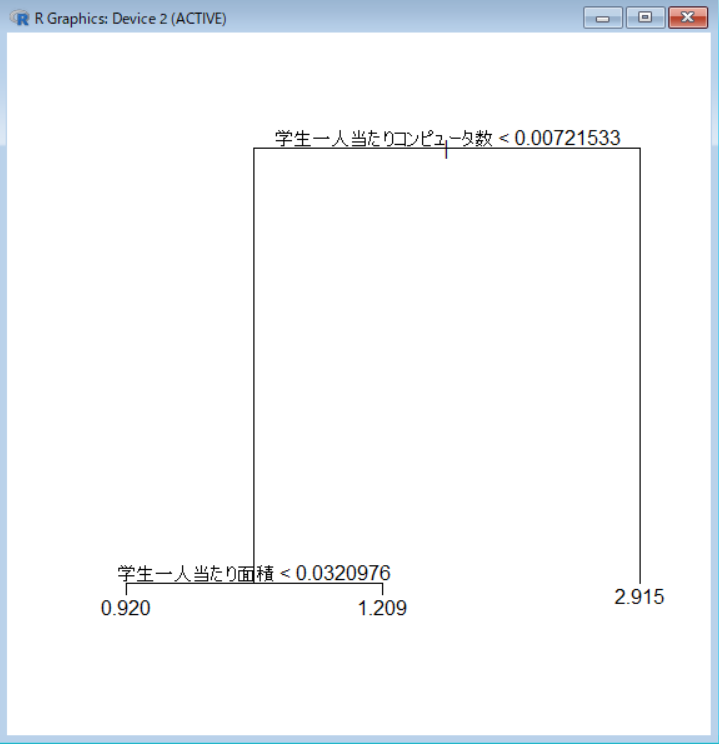 R Graphics: Device 2 (ACTIVE)
学生一人当たりコンピュータ数 < 0.00721533
学生一人当たり面積 < 0.0320976
0.920
1.209
2.915